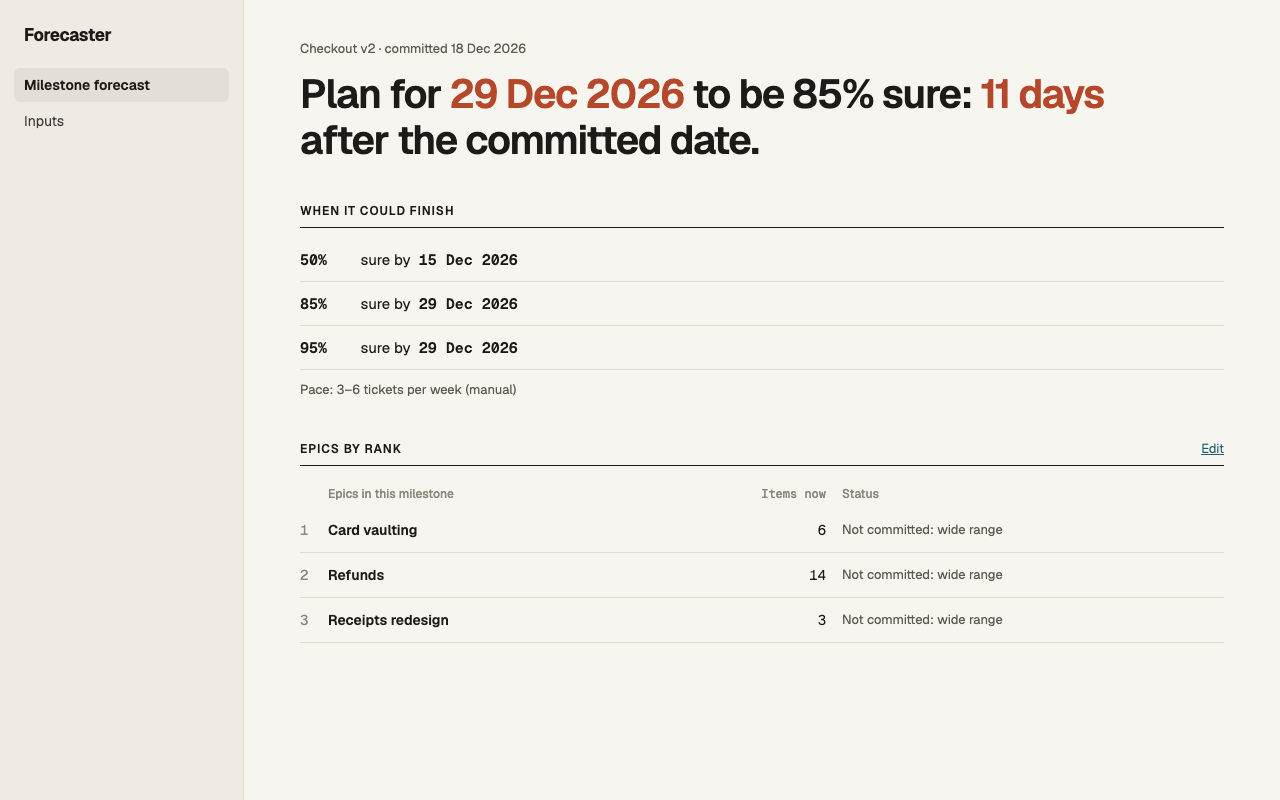 Forecaster
Milestone forecast
Inputs
Checkout v2 · committed 18 Dec 2026
Plan for 29 Dec 2026 to be 85% sure: 11 days
after the committed date.
WHEN IT COULD FINISH
50% sure by 15 Dec 2026
85% sure by 29 Dec 2026
95% sure by 29 Dec 2026
Pace: 3–6 tickets per week (manual)
EPICS BY RANK Edit
Epics in this milestone Items now Status
1 Card vaulting 6 Not committed: wide range
2 Refunds 14 Not committed: wide range
3 Receipts redesign 3 Not committed: wide range